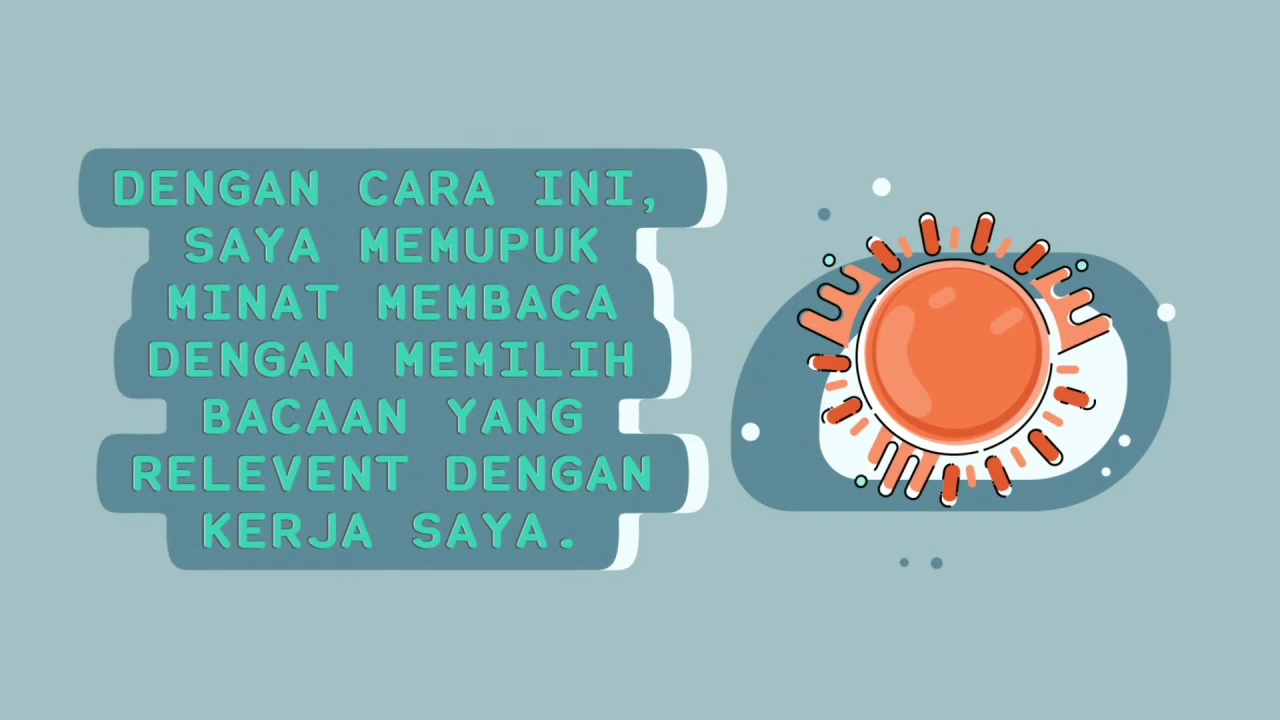 DENGAN CARA INI,
SAYA MEMUPUK
MINAT MEMBACA
DENGAN MEMILIH
BACAAN YANG
RELEVENT DENGAN
KERJA SAYA.